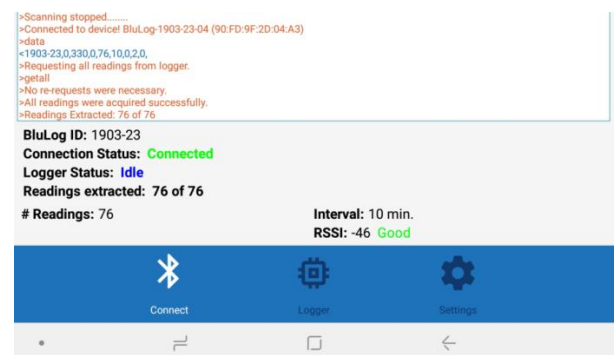 >Scanning stopped........
>Connected to device! BluLog-1903-23-04 (90:FD:9F:2D:04:A3)
>data
<1903-23,0,330,0,76,10,0,2,0,
>Requesting all readings from logger.
>getall
>No re-requests were necessary.
>All readings were acquired successfully.
>Readings Extracted: 76 of 76
BluLog ID: 1903-23
Connection Status: Connected
Logger Status: Idle
Readings extracted: 76 of 76
# Readings: 76 Interval: 10 min.
RSSI: -46 Good
Connect Logger Settings